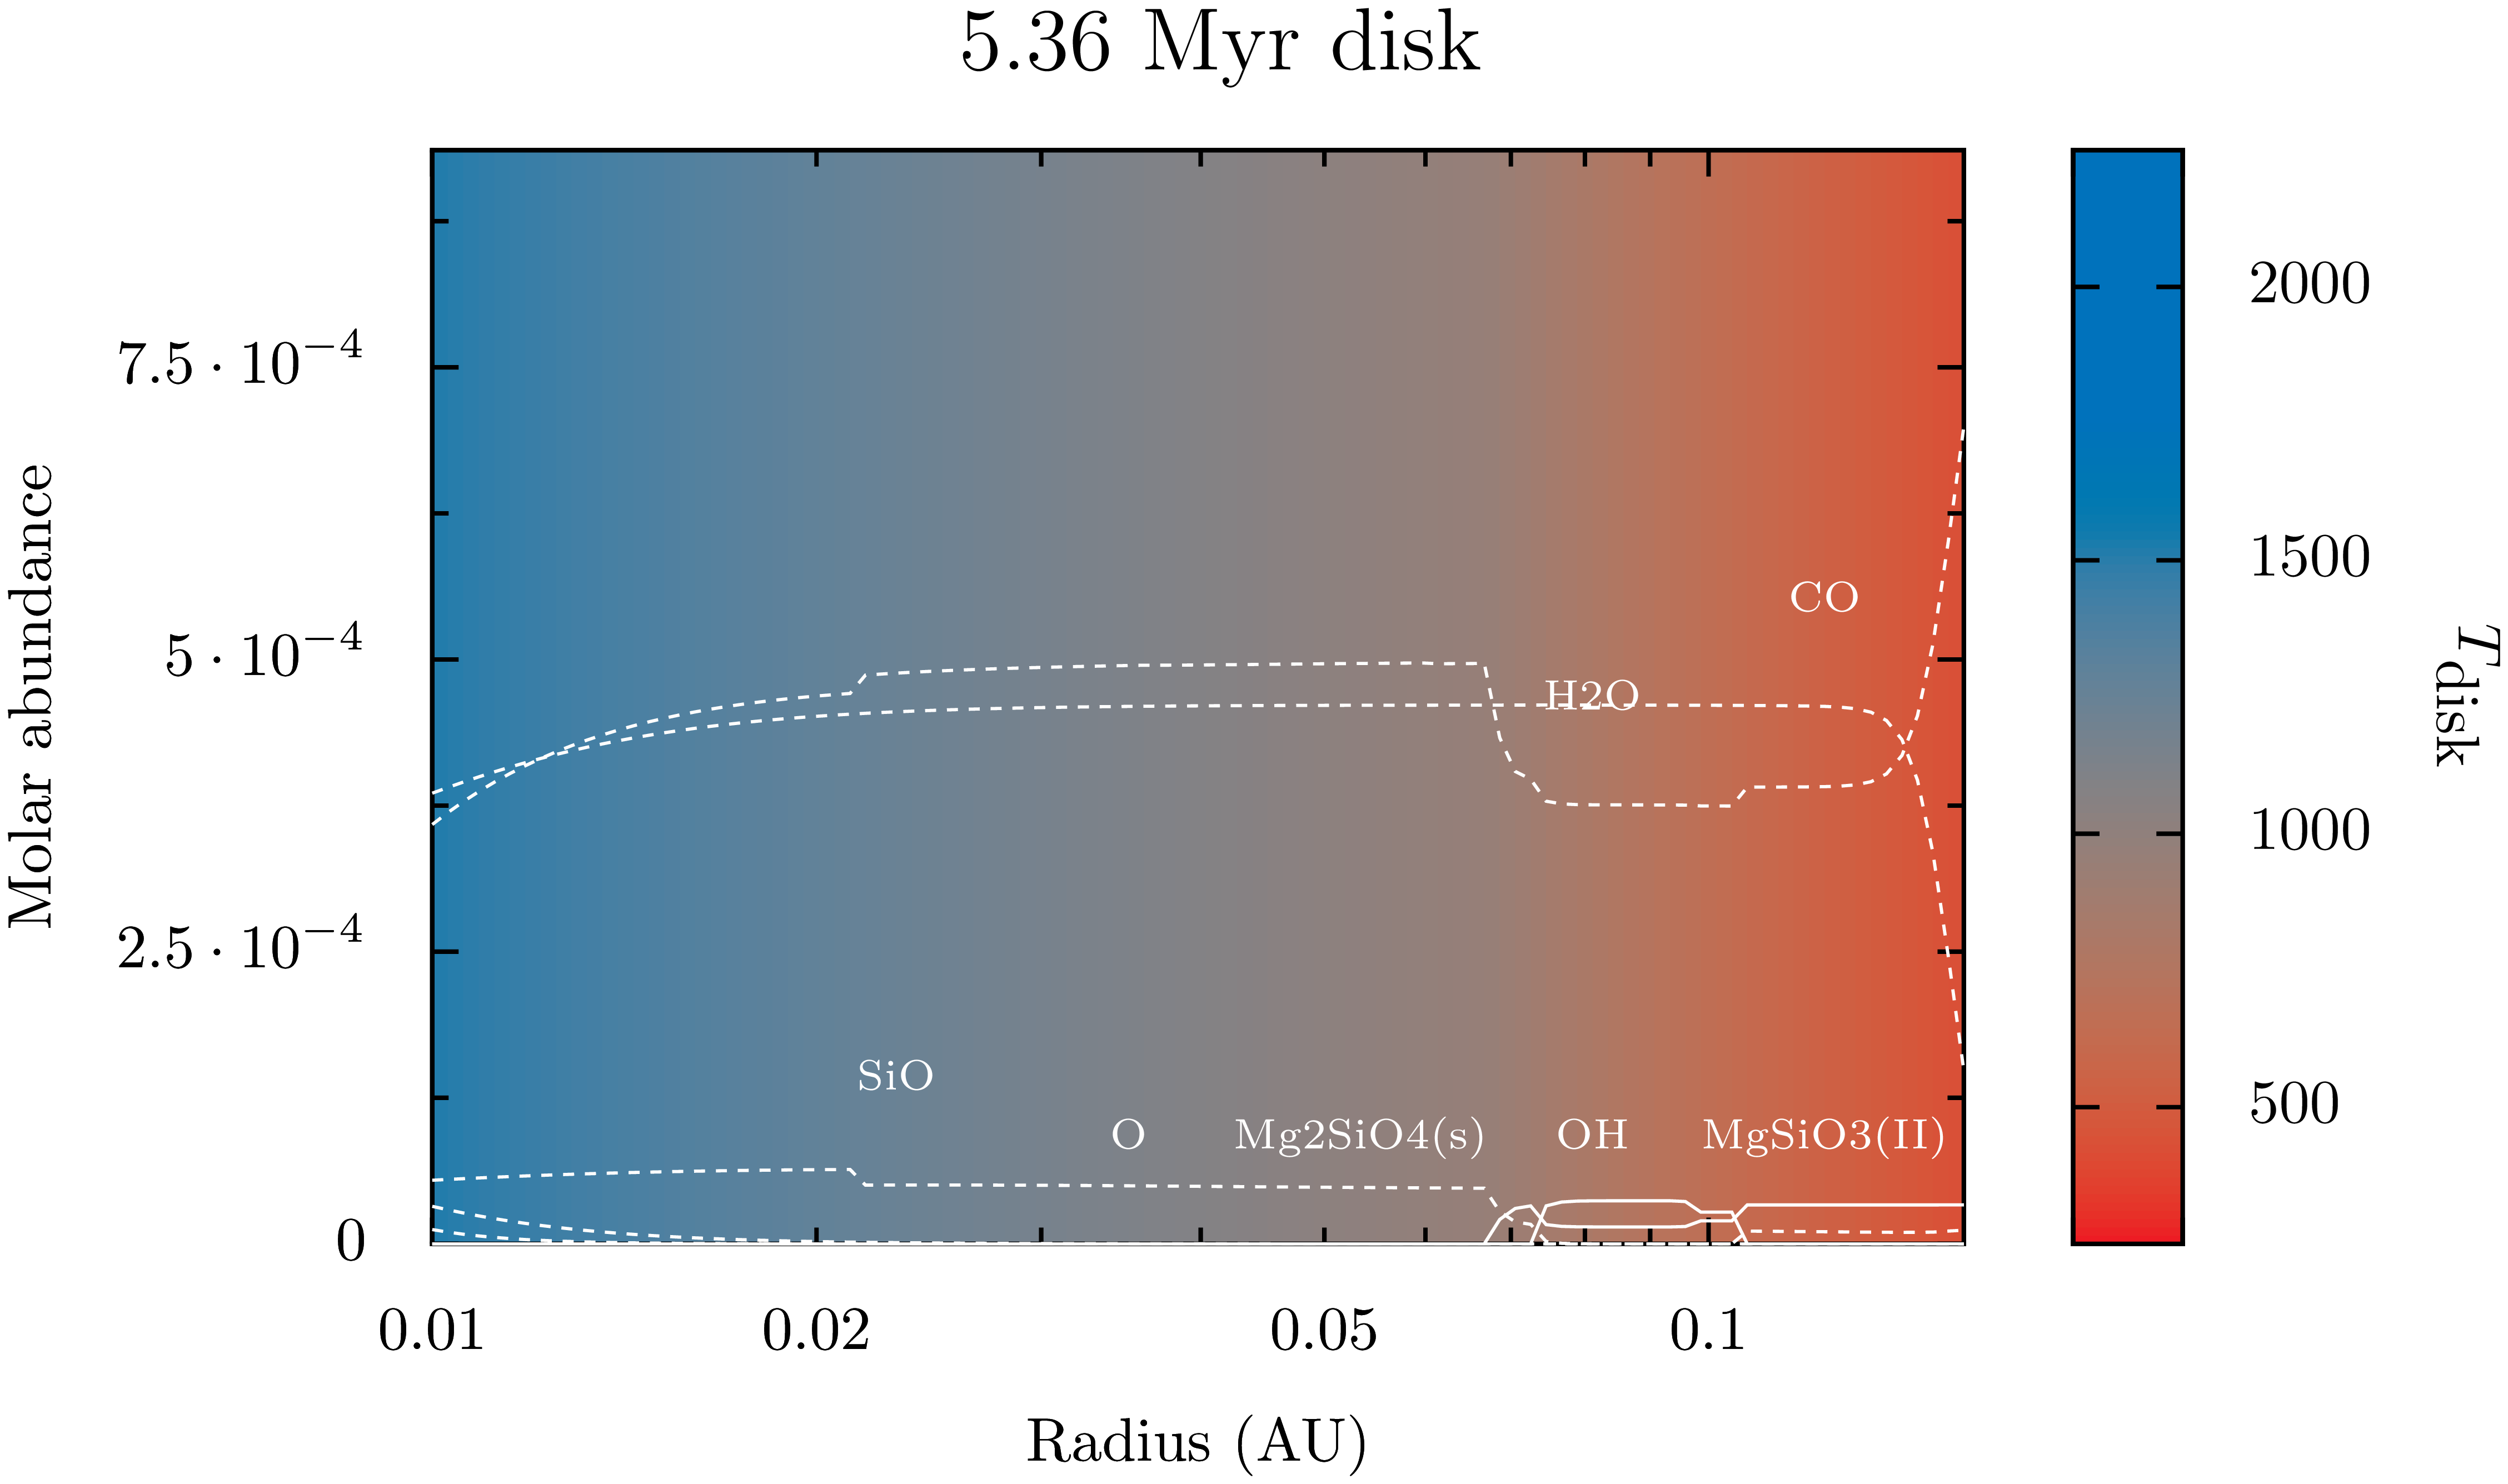 5.36 Myr disk
Molar abundance
7.5 · 10⁻⁴
5 · 10⁻⁴
2.5 · 10⁻⁴
0
CO
H2O
SiO
O Mg2SiO4(s) OH MgSiO3(II)
0.01 0.02 0.05 0.1
Radius (AU)
2000
1500
1000
500
T_disk